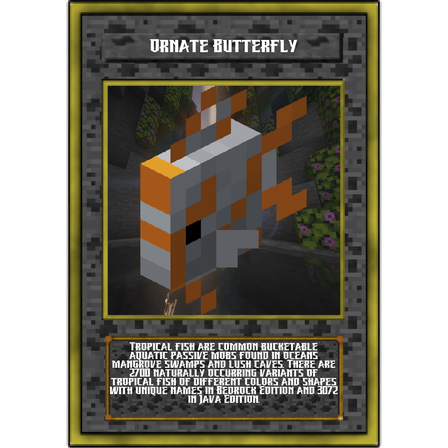 Ornate Butterfly
Tropical fish are common bucketable
aquatic passive mobs found in oceans
mangrove swamps and lush caves. There are
2700 naturally occurring variants of
tropical fish of different colors and shapes
with unique names in Bedrock Edition and 3072
in Java Edition.